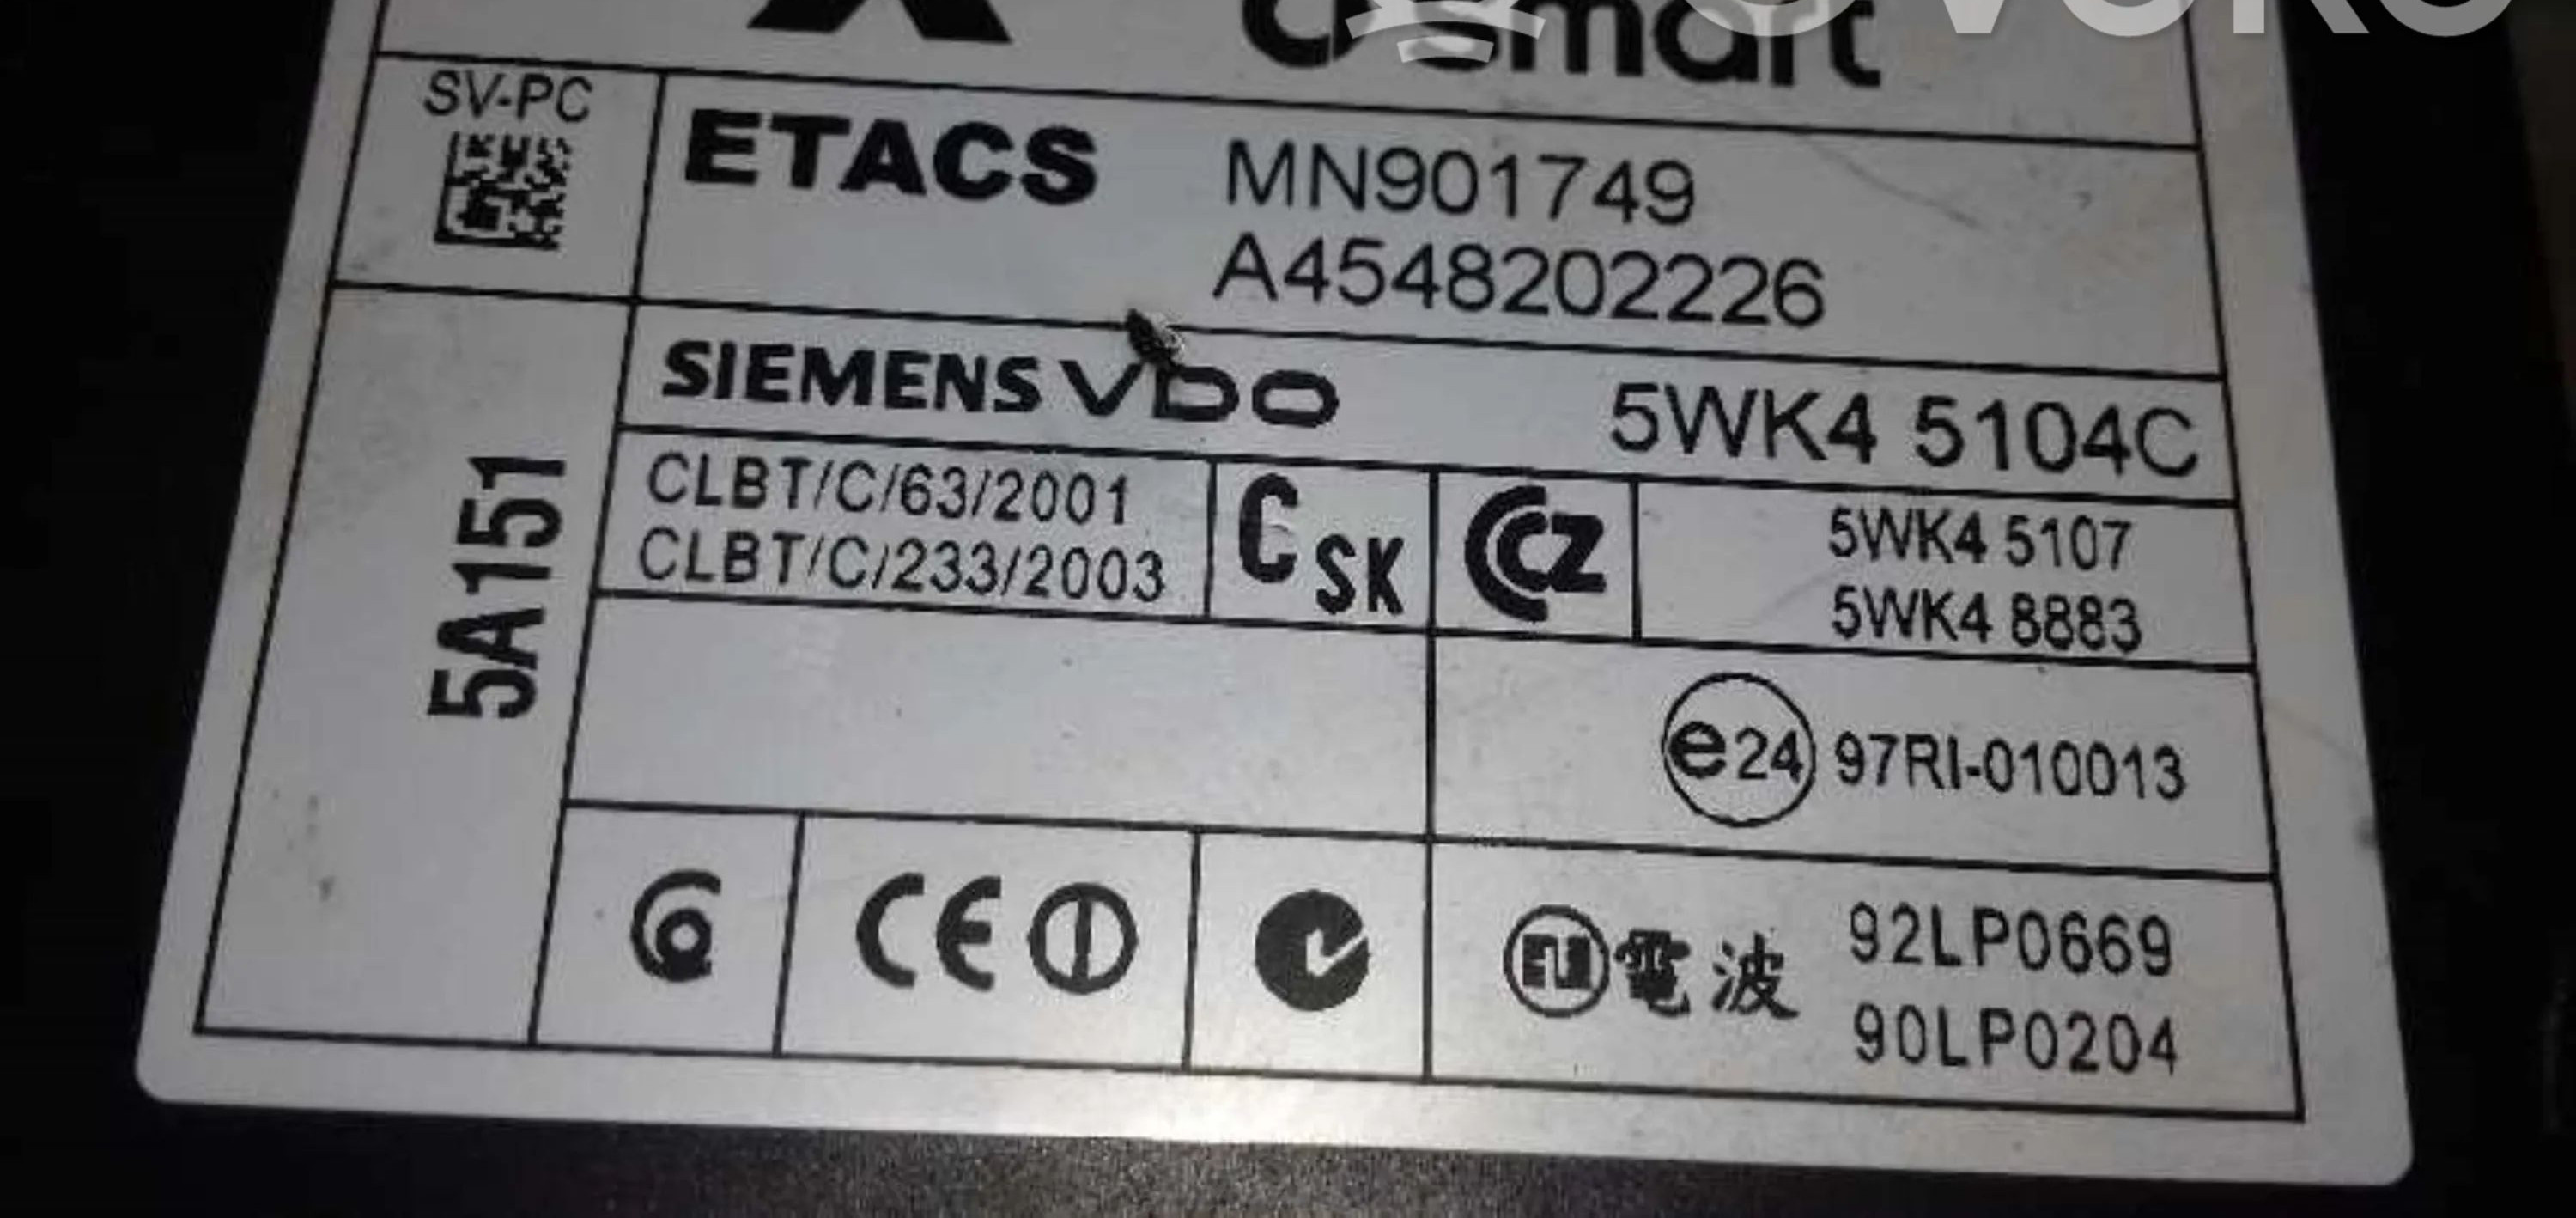 smart
SV-PC
ETACS
MN901749
A4548202226
SIEMENS VDO
5WK4 5104C
5A151
CLBT/C/63/2001
CLBT/C/233/2003
C SK
CZ
5WK4 5107
5WK4 8883
e24 97RI-010013
CE
電波
92LP0669
90LP0204